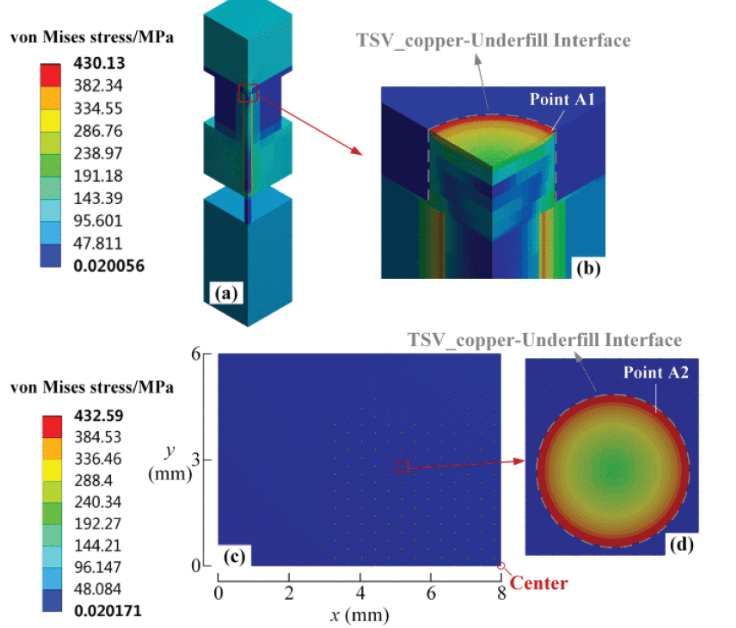 von Mises stress/MPa
430.13
382.34
334.55
286.76
238.97
191.18
143.39
95.601
47.811
0.020056
(a)
TSV_copper-Underfill Interface
Point A1
(b)
von Mises stress/MPa
432.59
384.53
336.46
288.4
240.34
192.27
144.21
96.147
48.084
0.020171
6
y
(mm)
3
0
(c)
0 2 4 6 8
x (mm)
Center
TSV_copper-Underfill Interface
Point A2
(d)